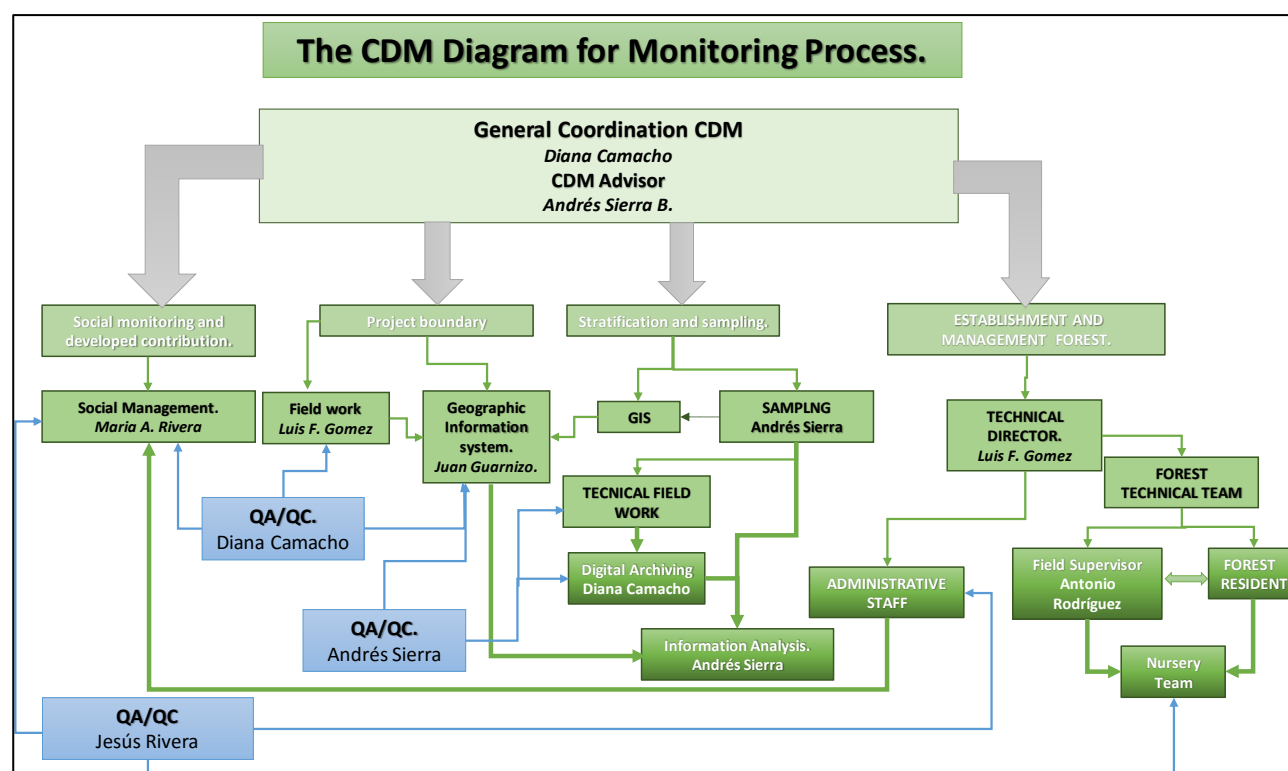 The CDM Diagram for Monitoring Process.
General Coordination CDM
Diana Camacho
CDM Advisor
Andrés Sierra B.
Social monitoring and
developed contribution.
Project boundary
Stratification and sampling.
ESTABLISHMENT AND
MANAGEMENT FOREST.
Social Management.
Maria A. Rivera
Field work
Luis F. Gomez
Geographic
Information
system.
Juan Guarnizo.
GIS
SAMPLNG
Andrés Sierra
TECHNICAL
DIRECTOR.
Luis F. Gomez
FOREST
TECHNICAL TEAM
QA/QC.
Diana Camacho
TECNICAL FIELD
WORK
Digital Archiving
Diana Camacho
ADMINISTRATIVE
STAFF
Field Supervisor
Antonio
Rodríguez
FOREST
RESIDENT
QA/QC.
Andrés Sierra
Information Analysis.
Andrés Sierra
Nursery
Team
QA/QC
Jesús Rivera